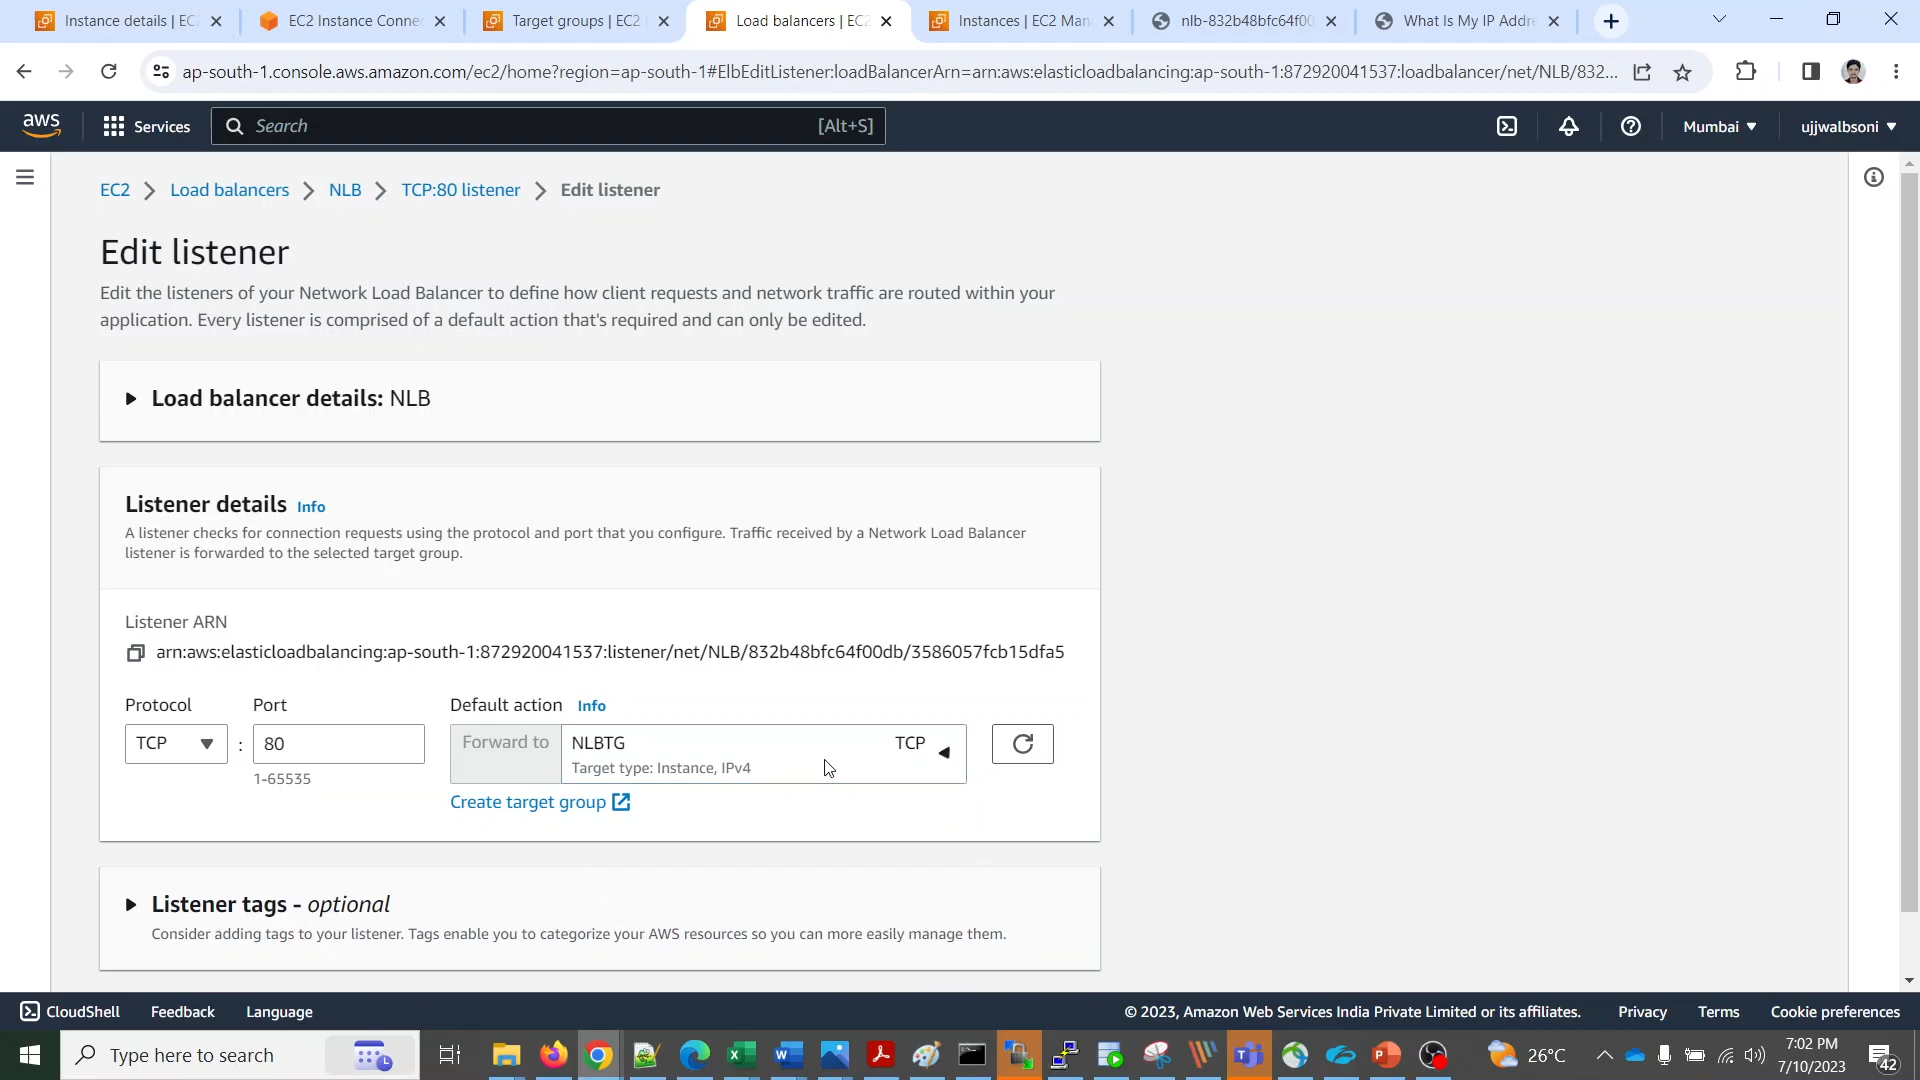 Instance details | EC2
EC2 Instance Connec
Target groups | EC2
Load balancers | EC2
Instances | EC2 Man
nlb-832b48bfc64f00
What Is My IP Addre
ap-south-1.console.aws.amazon.com/ec2/home?region=ap-south-1#ElbEditListener:loadBalancerArn=arn:aws:elasticloadbalancing:ap-south-1:872920041537:loadbalancer/net/NLB/832...
aws
Services
Search
[Alt+S]
Mumbai
ujjwalbsoni
EC2 > Load balancers > NLB > TCP:80 listener > Edit listener
Edit listener
Edit the listeners of your Network Load Balancer to define how client requests and network traffic are routed within your
application. Every listener is comprised of a default action that's required and can only be edited.
Load balancer details: NLB
Listener details Info
A listener checks for connection requests using the protocol and port that you configure. Traffic received by a Network Load Balancer
listener is forwarded to the selected target group.
Listener ARN
arn:aws:elasticloadbalancing:ap-south-1:872920041537:listener/net/NLB/832b48bfc64f00db/3586057fcb15dfa5
Protocol
Port
Default action Info
TCP
:
80
Forward to
NLBTG
TCP
1-65535
Target type: Instance, IPv4
Create target group
Listener tags - optional
Consider adding tags to your listener. Tags enable you to categorize your AWS resources so you can more easily manage them.
CloudShell
Feedback
Language
© 2023, Amazon Web Services India Private Limited or its affiliates.
Privacy
Terms
Cookie preferences
Type here to search
26°C
7:02 PM
7/10/2023
42